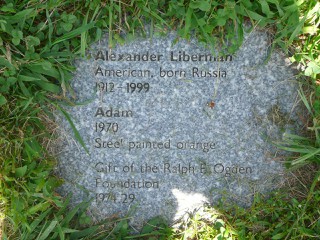 Alexander Liberman
American, born Russia
1912-1999
Adam
1970
Steel painted orange
Gift of the Ralph E. Ogden
Foundation
1974.29